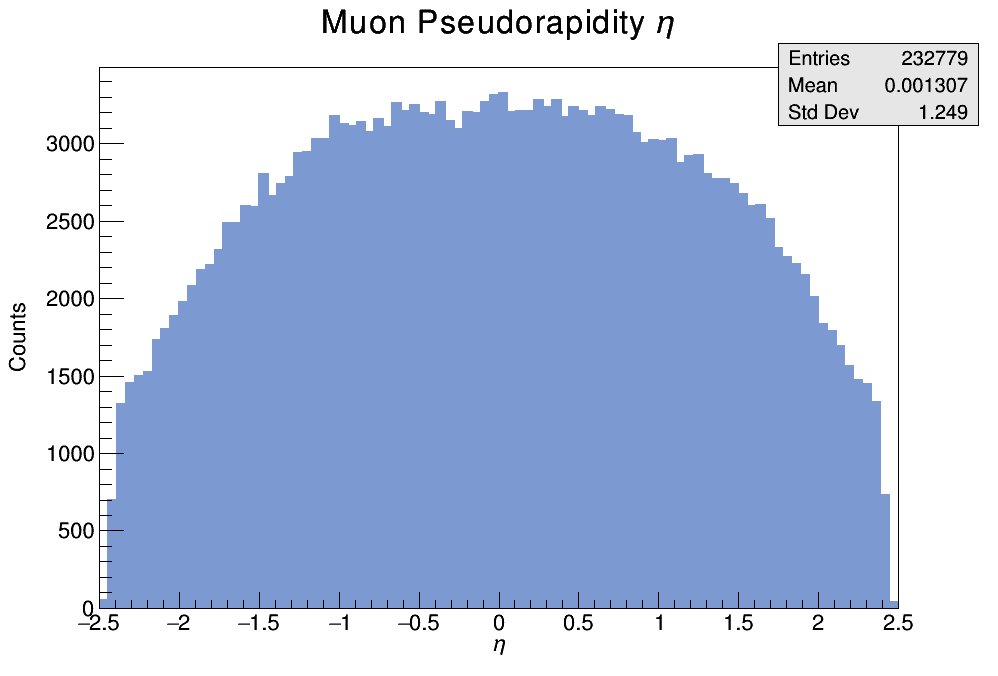 Muon Pseudorapidity η
Entries 232779
Mean 0.001307
Std Dev 1.249
Counts
3000
2500
2000
1500
1000
500
0
−2.5 −2 −1.5 −1 −0.5 0 0.5 1 1.5 2 2.5
η